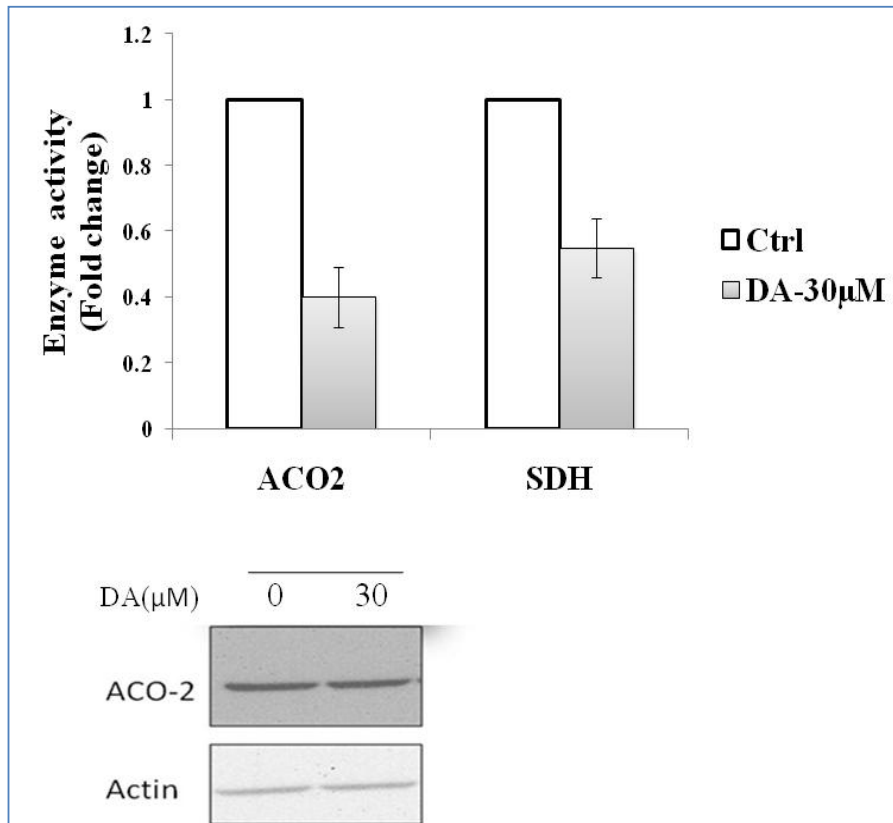 1.2
1
0.8
0.6
0.4
0.2
0
Enzyme activity
(Fold change)
ACO2 SDH
Ctrl
DA-30µM
DA(µM) 0 30
ACO-2
Actin